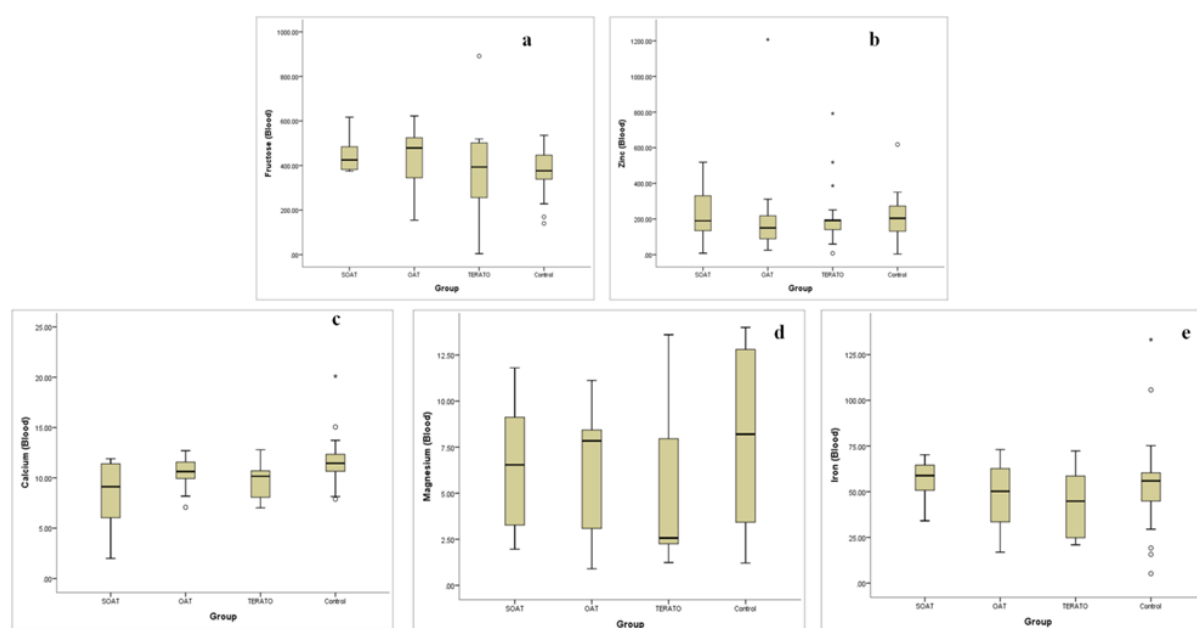 a
1000.00
800.00
600.00
400.00
200.00
.00
Fructose (Blood)
SOAT OAT TERATO Control
Group
b
1200.00
1000.00
800.00
600.00
400.00
200.00
.00
Zinc (Blood)
SOAT OAT TERATO Control
Group
c
25.00
20.00
15.00
10.00
5.00
.00
Calcium (Blood)
SOAT OAT TERATO Control
Group
d
12.50
10.00
7.50
5.00
2.50
.00
Magnesium (Blood)
SOAT OAT TERATO Control
Group
e
125.00
100.00
75.00
50.00
25.00
.00
Iron (Blood)
SOAT OAT TERATO Control
Group